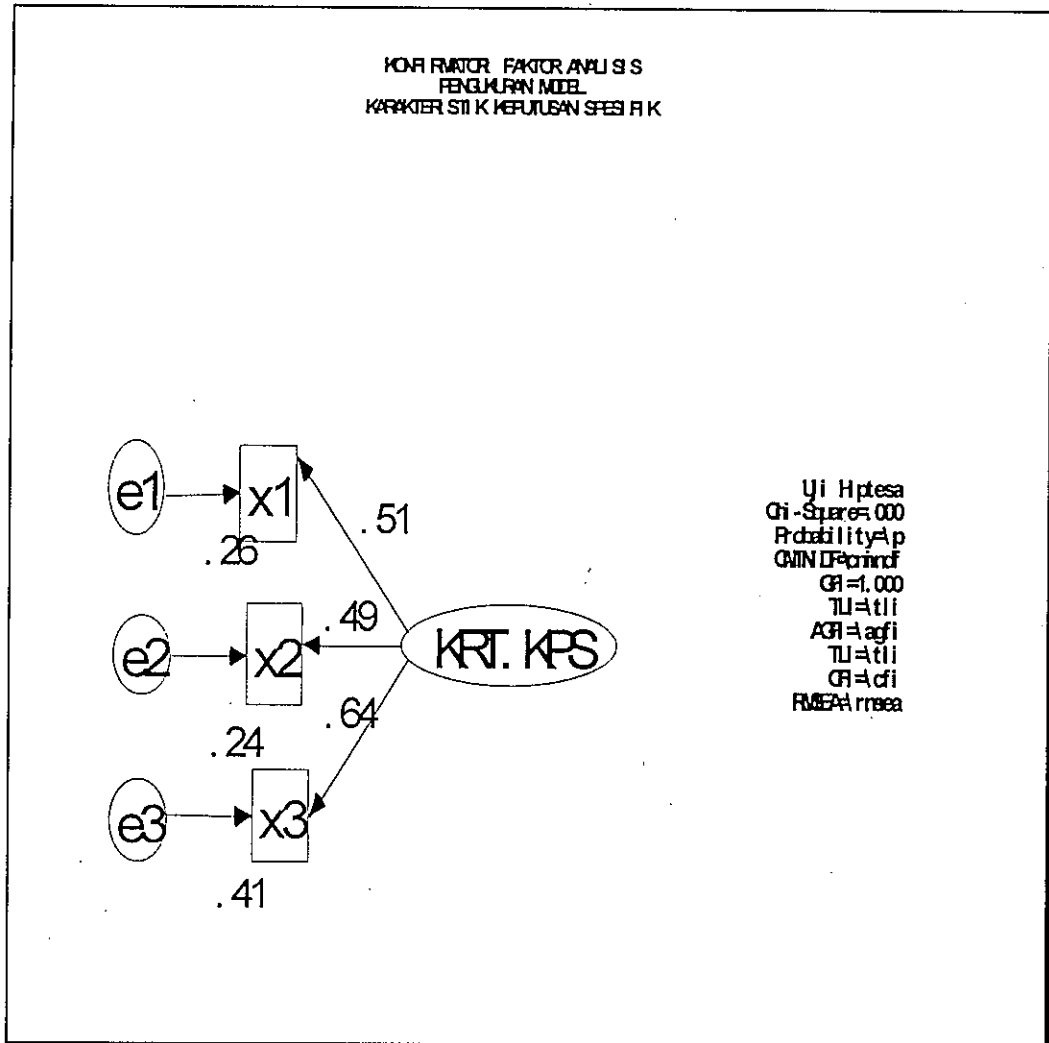 KONFIRMATOR FAKTOR ANALISIS
PENGUKURAN MODEL
KARAKTERISTIK KEPUTUSAN SPESIFIK
e1
x1
.51
.26
.49
e2
x2
KRT. KPS
.64
.24
e3
x3
.41
Uji Hiptesa
Chi-Square=.000
Probability=\p
CMIN DF=\cmindf
GFI=1.000
TLI=\tli
AGFI=\agfi
TLI=\tli
CFI=\cfi
RMSEA=\rmsea